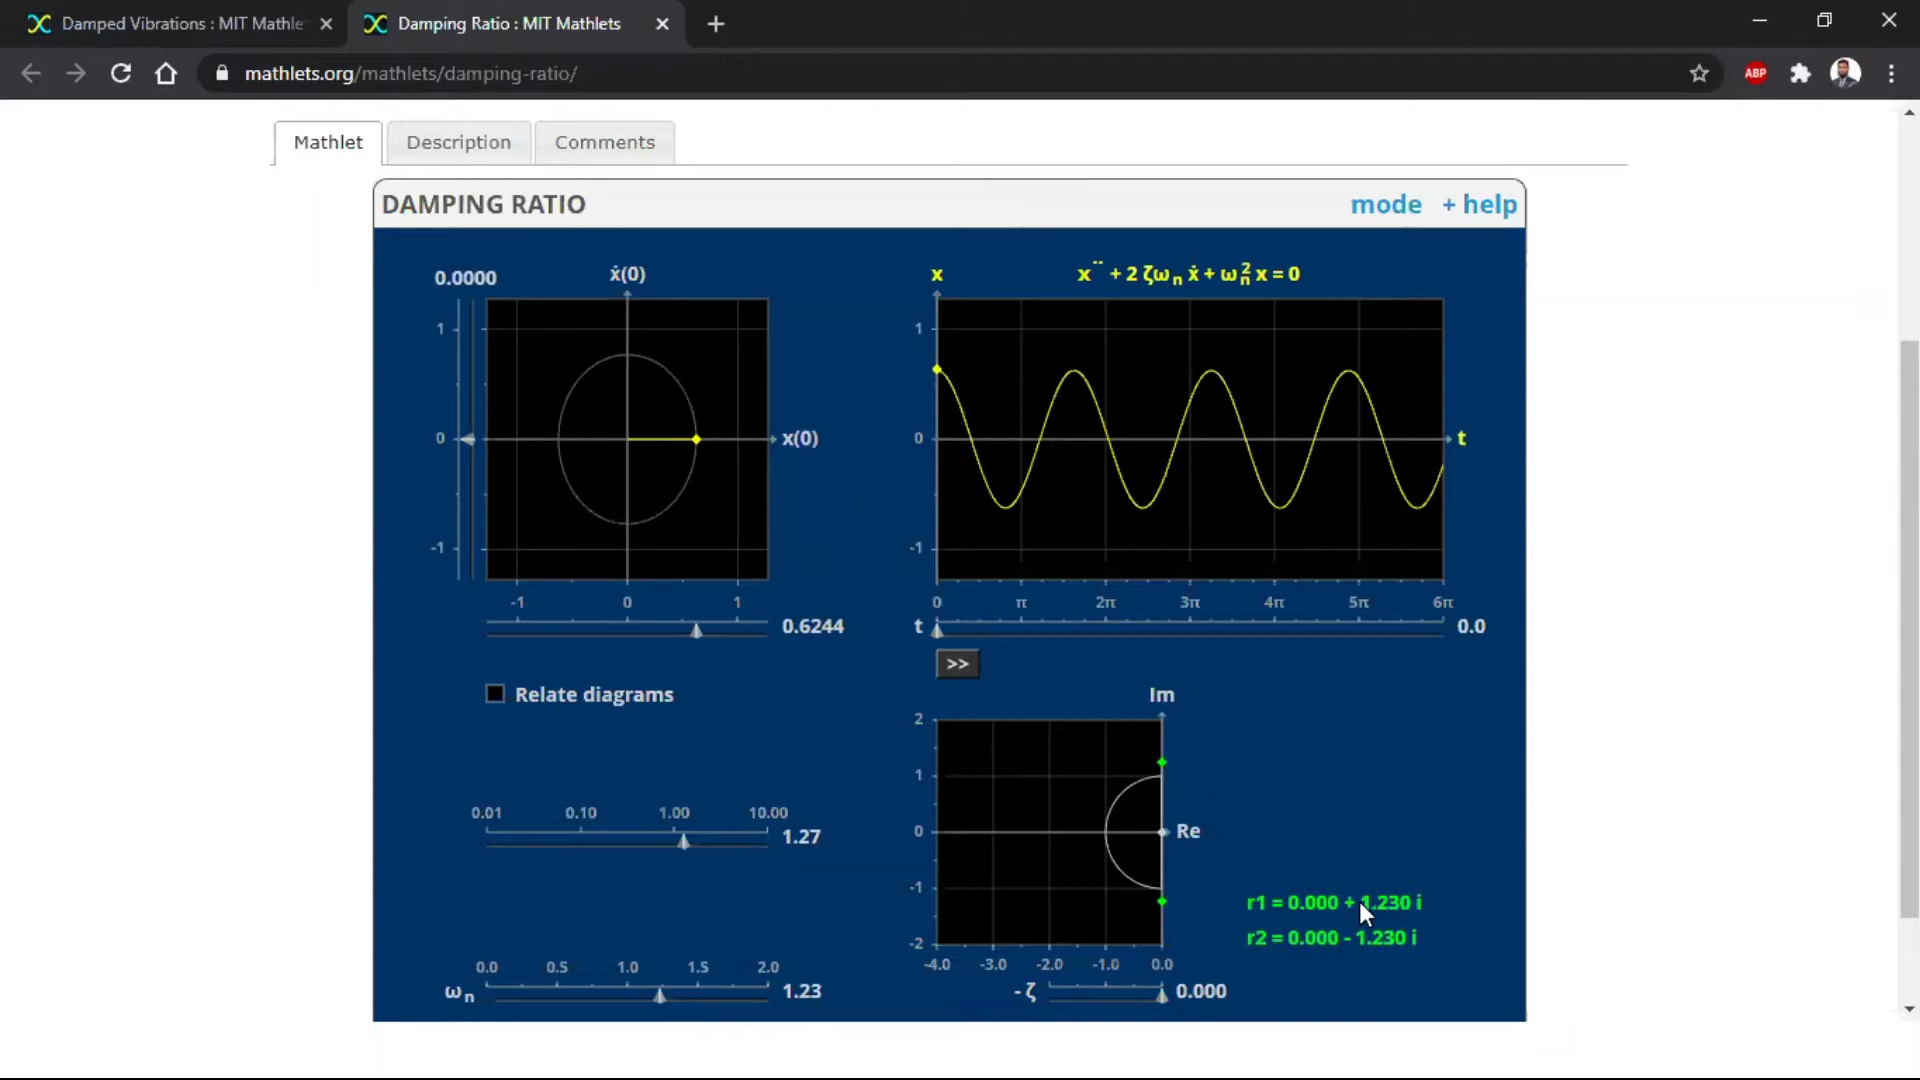 Damped Vibrations : MIT Mathle
Damping Ratio : MIT Mathlets
mathlets.org/mathlets/damping-ratio/
ABP
Mathlet
Description
Comments
DAMPING RATIO
mode
+ help
0.0000
ẋ(0)
x
x¨ + 2 ζω_n ẋ + ω_n^2 x = 0
1
0
-1
x(0)
-1 0 1
0.6244
1
0
-1
t
0 π 2π 3π 4π 5π 6π
t
0.0
>>
Relate diagrams
Im
2
1
0
-1
-2
Re
-4.0 -3.0 -2.0 -1.0 0.0
0.01 0.10 1.00 10.00
1.27
r1 = 0.000 + 1.230 i
r2 = 0.000 - 1.230 i
0.0 0.5 1.0 1.5 2.0
ω_n
1.23
- ζ
0.000